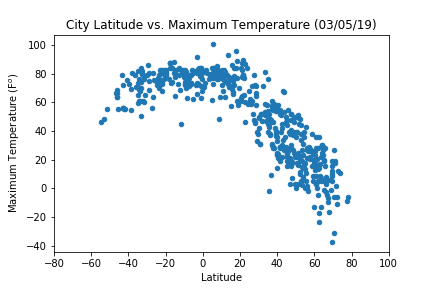 City Latitude vs. Maximum Temperature (03/05/19)
100
80
60
40
20
0
−20
−40
Maximum Temperature (F°)
−80 −60 −40 −20 0 20 40 60 80 100
Latitude